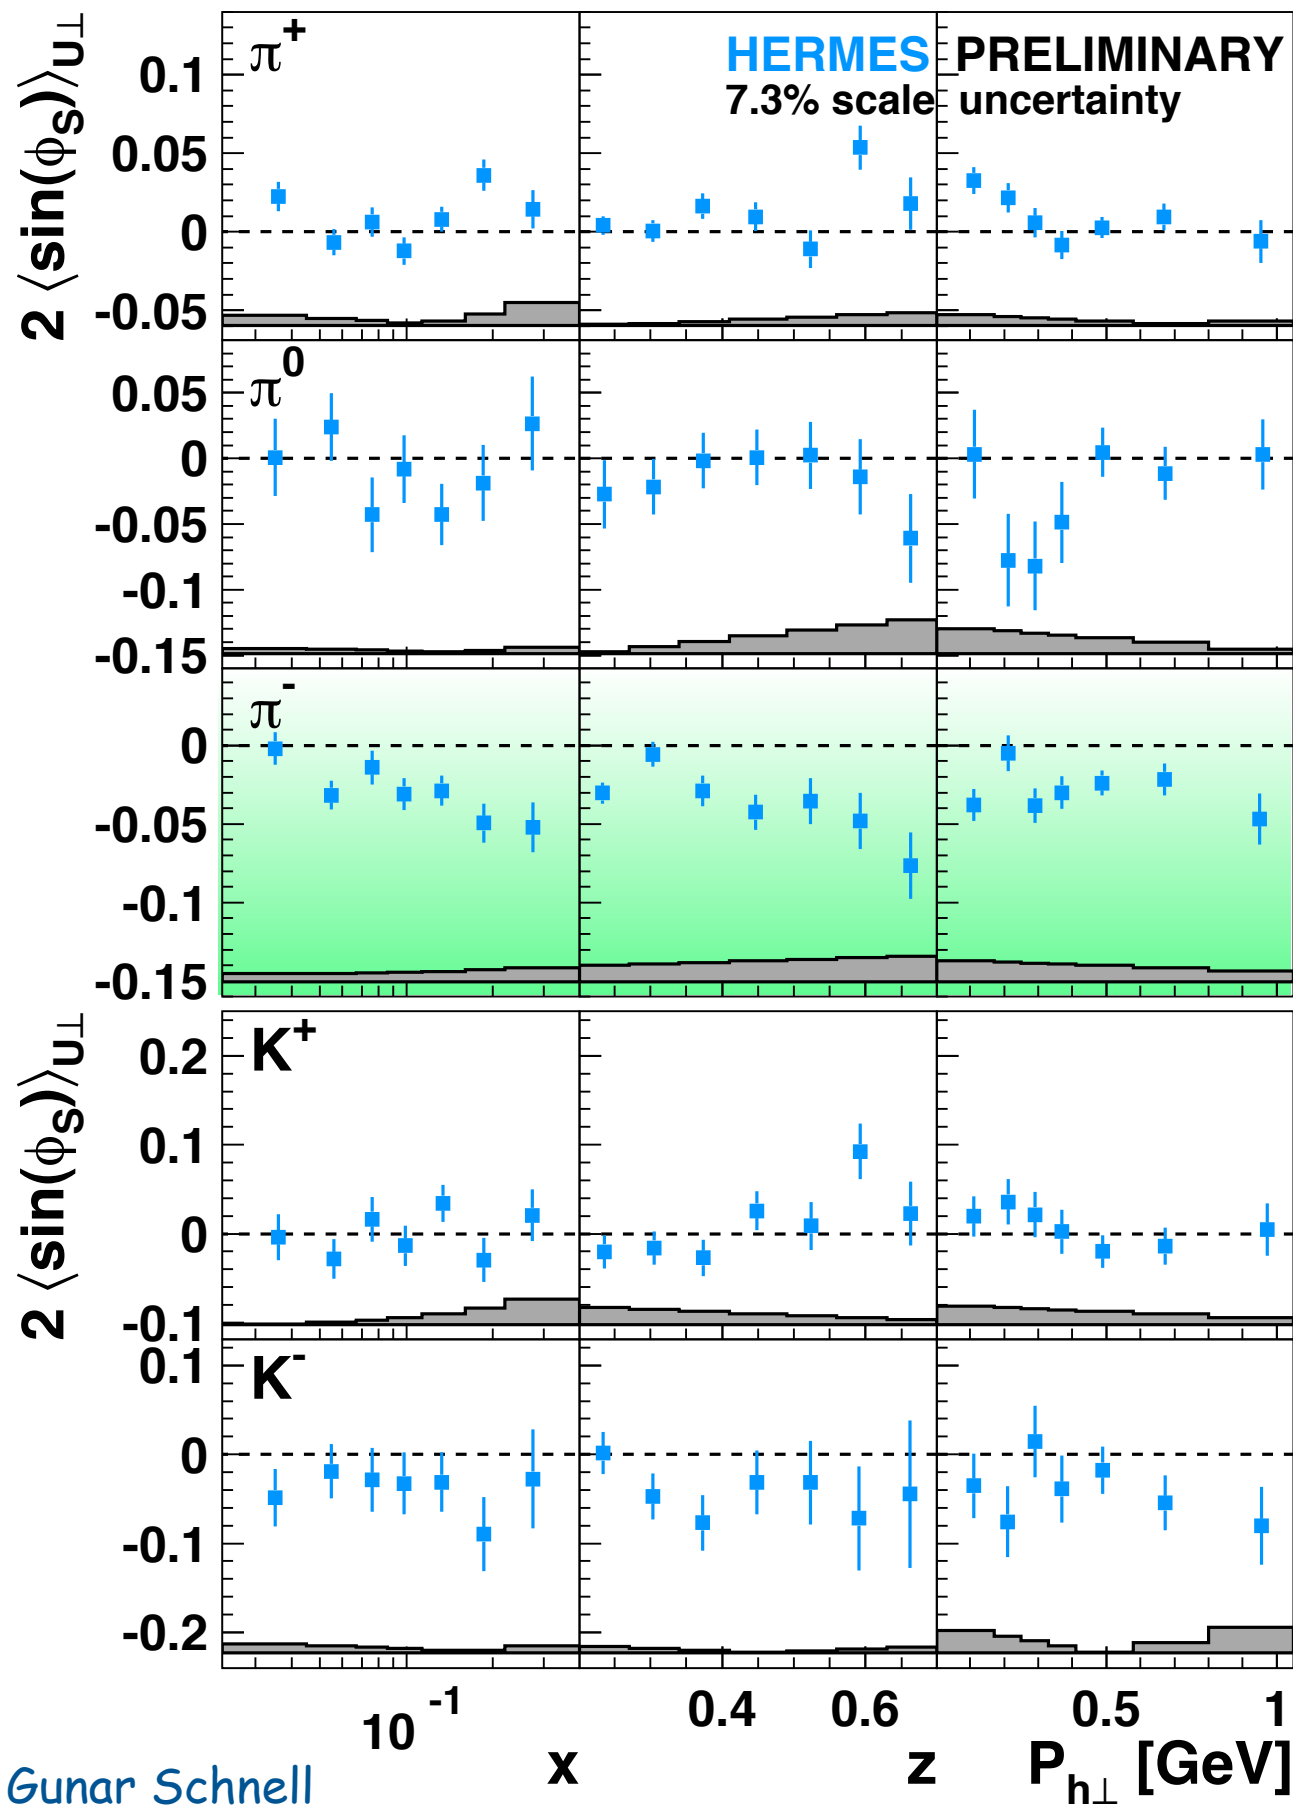 2 ⟨sin(ϕS)⟩U⊥
π+
HERMES PRELIMINARY
7.3% scale uncertainty
0.1
0.05
0
-0.05
π0
0.05
0
-0.05
-0.1
-0.15
π-
0
-0.05
-0.1
-0.15
2 ⟨sin(ϕS)⟩U⊥
K+
0.2
0.1
0
-0.1
K-
0.1
0
-0.1
-0.2
10-1 0.4 0.6 0.5 1
x z Ph⊥ [GeV]
Gunar Schnell